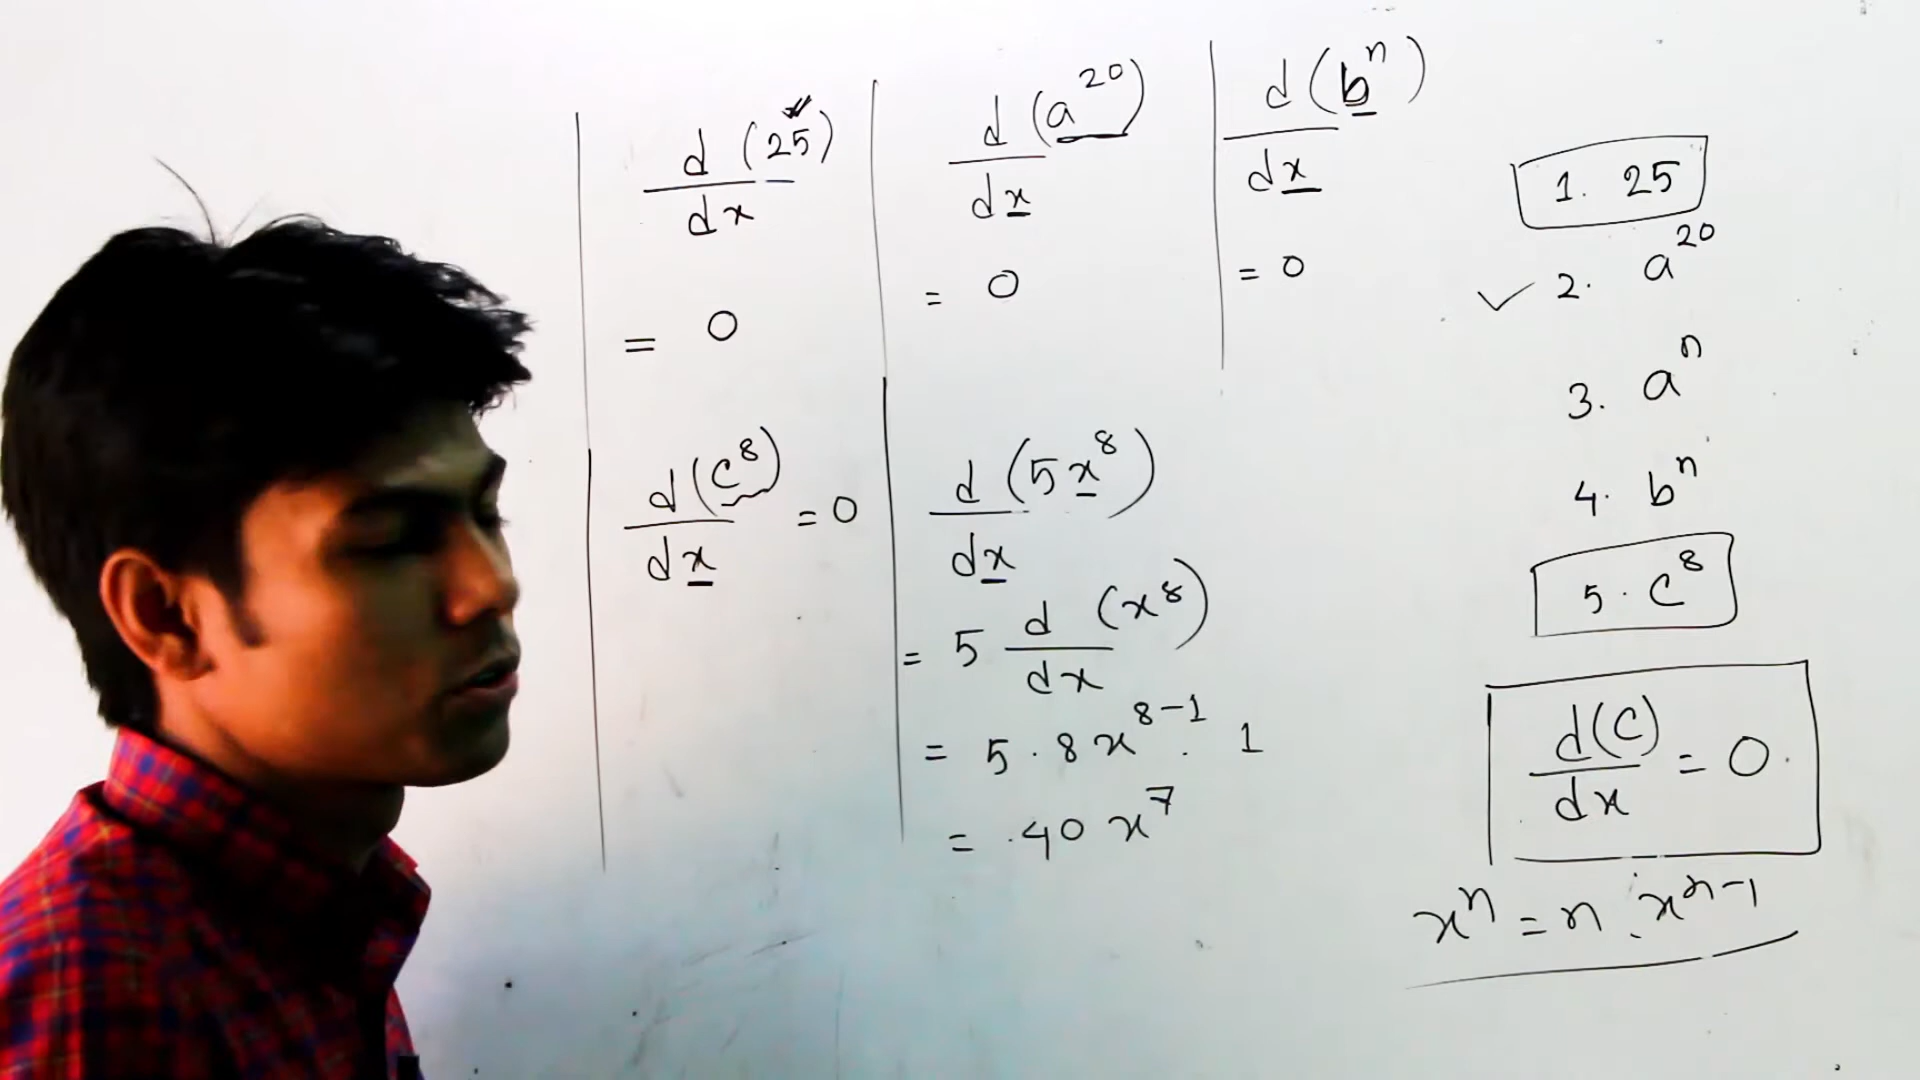 d(25)
dx
= 0
d(a^20)
dx
= 0
d(b^n)
dx
= 0
d(c^8)
dx
= 0
d(5x^8)
dx
= 5 d(x^8)
dx
= 5 . 8x^8-1 . 1
= .40x^7
1. 25
✓ 2. a^20
3. a^n
4. b^n
5. c^8
d(C)
dx
= 0.
x^n = n . x^n-1